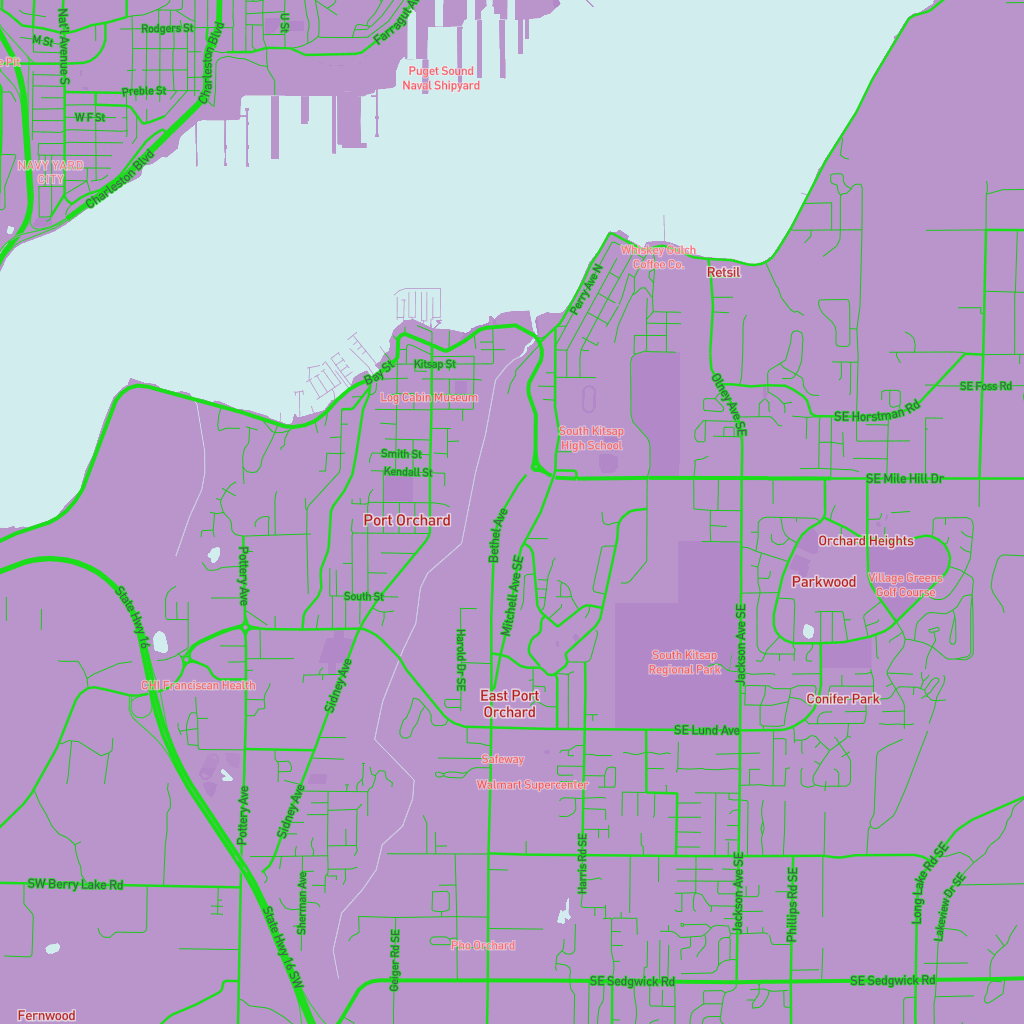 Rodgers St
U St
Farragut A
M St
Nat'l Avenue S
Charleston Blvd
e Pit
Puget Sound
Naval Shipyard
Preble St
W F St
NAVY YARD
CITY
Charleston Blvd
Whiskey Gulch
Coffee Co.
Retsil
Perry Ave N
Kitsap St
Bay St
Log Cabin Museum
Olney Ave SE
SE Foss Rd
SE Horstman Rd
South Kitsap
High School
Smith St
Kendall St
SE Mile Hill Dr
Port Orchard
Bethel Ave
Orchard Heights
Pottery Ave
Mitchell Ave SE
Parkwood
Village Greens
Golf Course
State Hwy 16
South St
Harold Dr SE
Jackson Ave SE
South Kitsap
Regional Park
CHI Franciscan Health
Sidney Ave
East Port
Orchard
Conifer Park
SE Lund Ave
Safeway
Walmart Supercenter
Pottery Ave
Sidney Ave
Harris Rd SE
SW Berry Lake Rd
Sherman Ave
Jackson Ave SE
Phillips Rd SE
Long Lake Rd SE
Lakeview Dr SE
State Hwy 16 SW
Geiger Rd SE
Pho Orchard
SE Sedgwick Rd
SE Sedgwick Rd
Fernwood